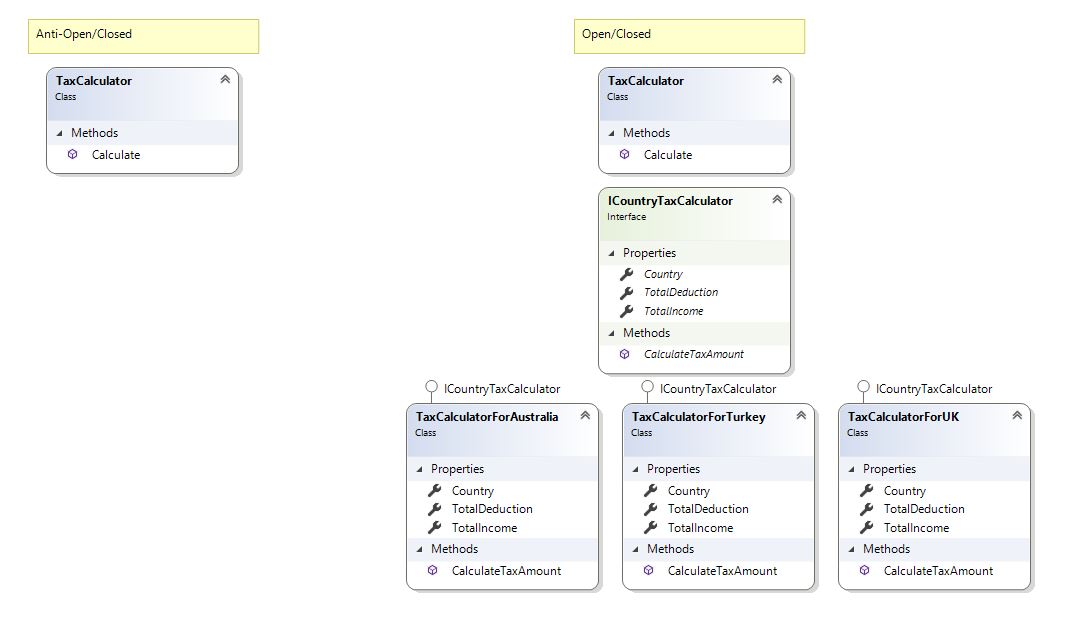 Anti-Open/Closed
TaxCalculator
Class
Methods
Calculate
Open/Closed
TaxCalculator
Class
Methods
Calculate
ICountryTaxCalculator
Interface
Properties
Country
TotalDeduction
TotalIncome
Methods
CalculateTaxAmount
ICountryTaxCalculator
TaxCalculatorForAustralia
Class
Properties
Country
TotalDeduction
TotalIncome
Methods
CalculateTaxAmount
ICountryTaxCalculator
TaxCalculatorForTurkey
Class
Properties
Country
TotalDeduction
TotalIncome
Methods
CalculateTaxAmount
ICountryTaxCalculator
TaxCalculatorForUK
Class
Properties
Country
TotalDeduction
TotalIncome
Methods
CalculateTaxAmount